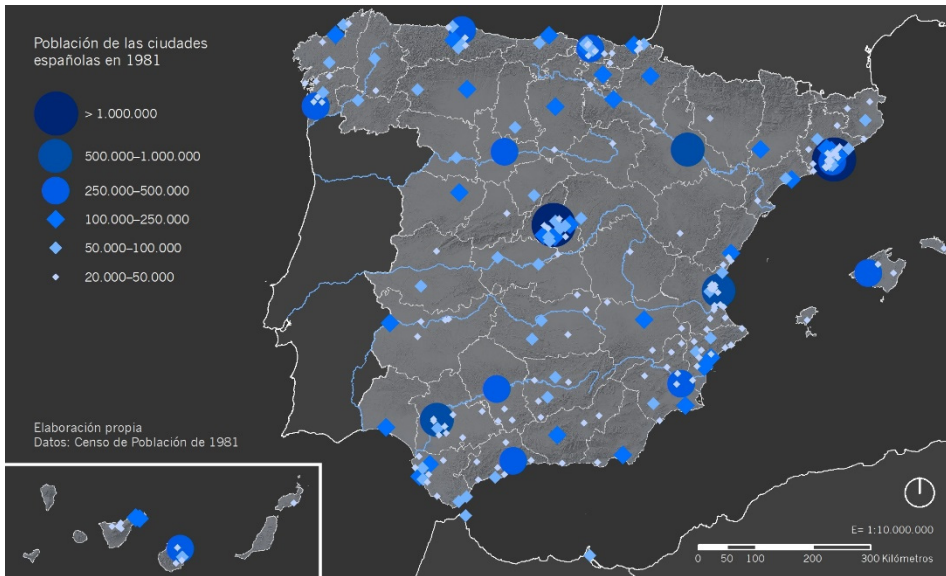 Población de las ciudades
españolas en 1981
> 1.000.000
500.000–1.000.000
250.000–500.000
100.000–250.000
50.000–100.000
20.000–50.000
Elaboración propia
Datos: Censo de Población de 1981
E= 1:10.000.000
0 50 100 200 300 Kilómetros